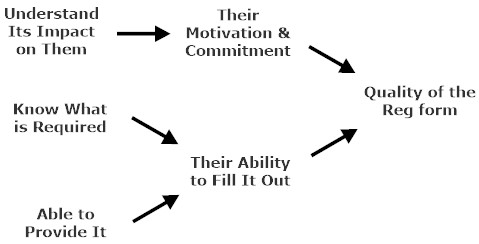 Understand
Its Impact
on Them
Their
Motivation &
Commitment
Quality of the
Reg form
Know What
is Required
Their Ability
to Fill It Out
Able to
Provide It